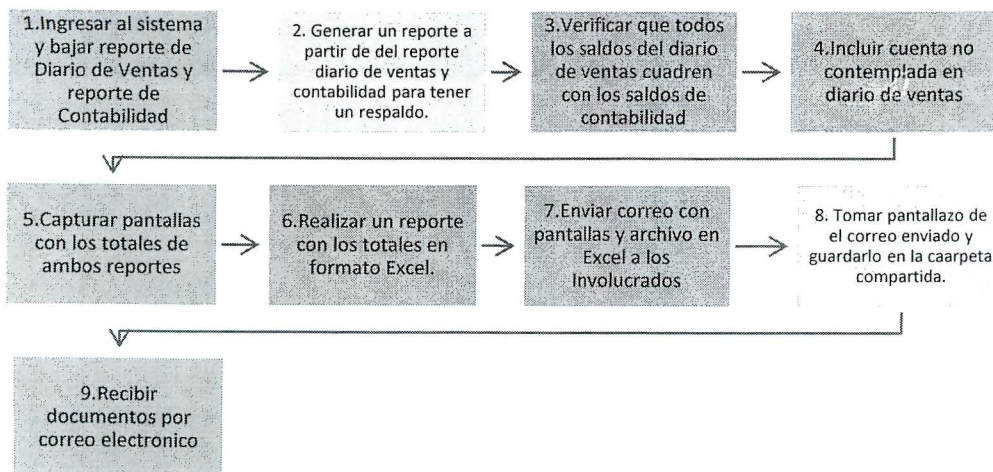 1.Ingresar al sistema
y bajar reporte de
Diario de Ventas y
reporte de
Contabilidad
2. Generar un reporte a
partir de del reporte
diario de ventas y
contabilidad para tener
un respaldo.
3.Verificar que todos
los saldos del diario
de ventas cuadren
con los saldos de
contabilidad
4.Incluir cuenta no
contemplada en
diario de ventas
5.Capturar pantallas
con los totales de
ambos reportes
6.Realizar un reporte
con los totales en
formato Excel.
7.Enviar correo con
pantallas y archivo en
Excel a los
Involucrados
8. Tomar pantallazo de
el correo enviado y
guardarlo en la caarpeta
compartida.
9.Recibir
documentos por
correo electronico